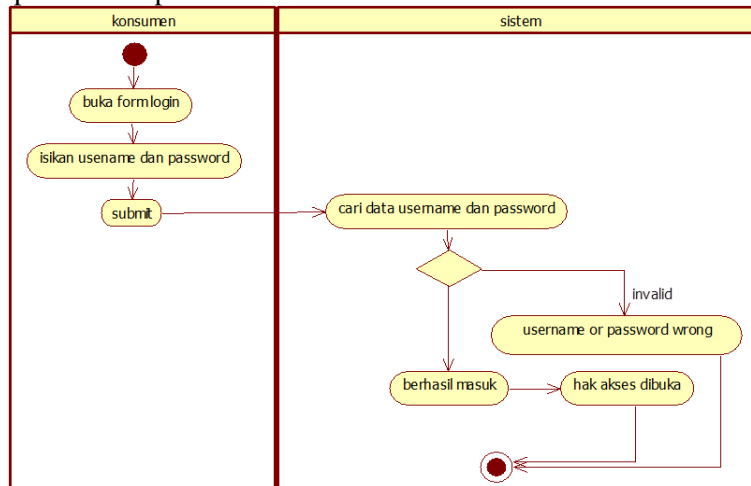 konsumen
sistem
buka form login
isikan usename dan password
submit
cari data username dan password
invalid
username or password wrong
berhasil masuk
hak akses dibuka